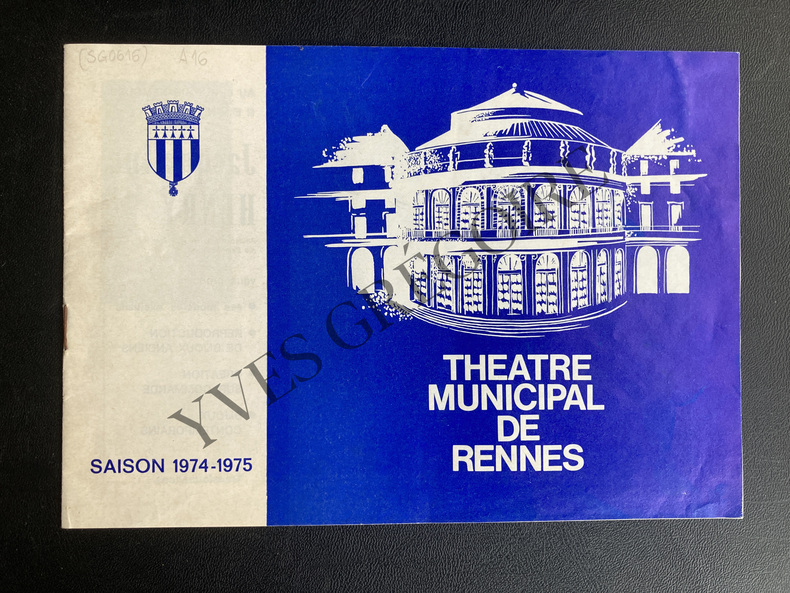 (SG0616) A16
THEATRE
MUNICIPAL
DE
RENNES
SAISON 1974-1975
YVES GRÉGOIRE